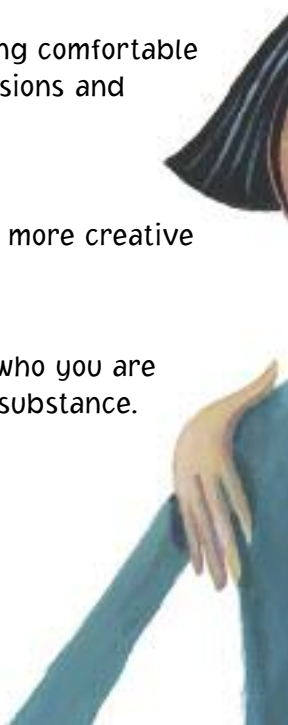 ng comfortable
sions and
more creative
who you are
substance.